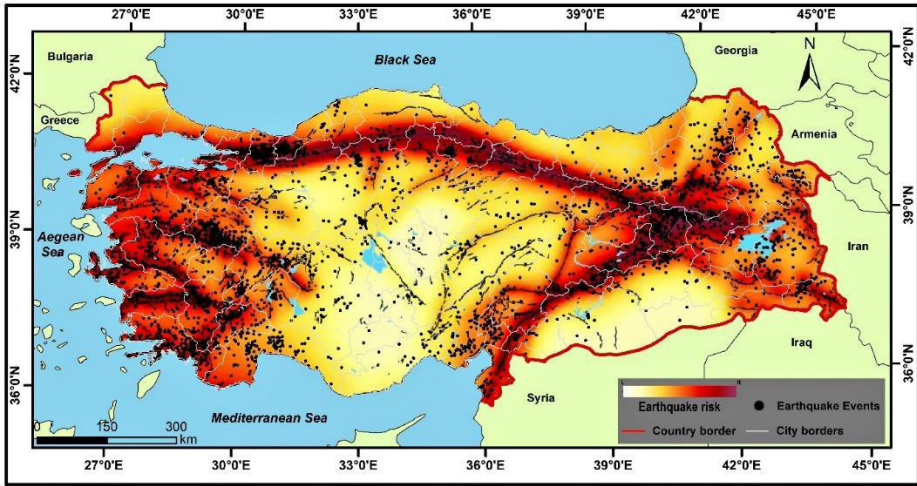 27°0'E 30°0'E 33°0'E 36°0'E 39°0'E 42°0'E 45°0'E
42°0'N
42°0'N
Bulgaria
Black Sea
Georgia
N
Greece
Armenia
39°0'N
39°0'N
Aegean
Sea
Iran
Iraq
36°0'N
36°0'N
Syria
L H
Earthquake risk
Earthquake Events
Country border
City borders
Mediterranean Sea
0 150 300
km
27°0'E 30°0'E 33°0'E 36°0'E 39°0'E 42°0'E 45°0'E